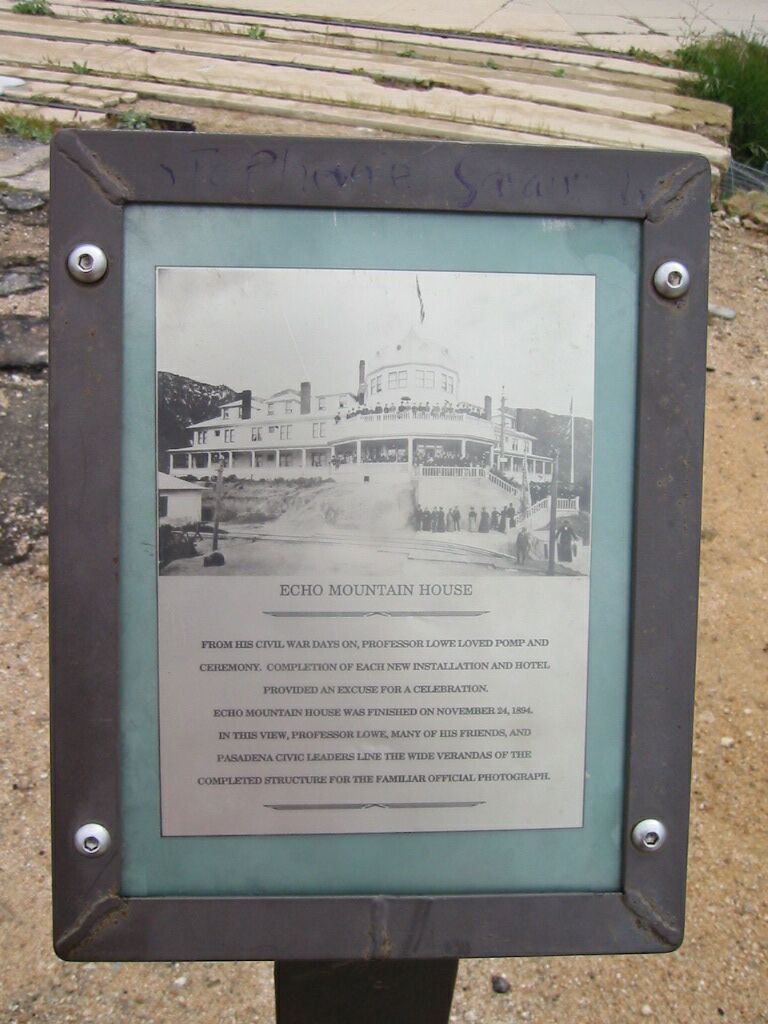 ECHO MOUNTAIN HOUSE
FROM HIS CIVIL WAR DAYS ON, PROFESSOR LOWE LOVED POMP AND
CEREMONY. COMPLETION OF EACH NEW INSTALLATION AND HOTEL
PROVIDED AN EXCUSE FOR A CELEBRATION.
ECHO MOUNTAIN HOUSE WAS FINISHED ON NOVEMBER 24, 1894.
IN THIS VIEW, PROFESSOR LOWE, MANY OF HIS FRIENDS, AND
PASADENA CIVIC LEADERS LINE THE WIDE VERANDAS OF THE
COMPLETED STRUCTURE FOR THE FAMILIAR OFFICIAL PHOTOGRAPH.